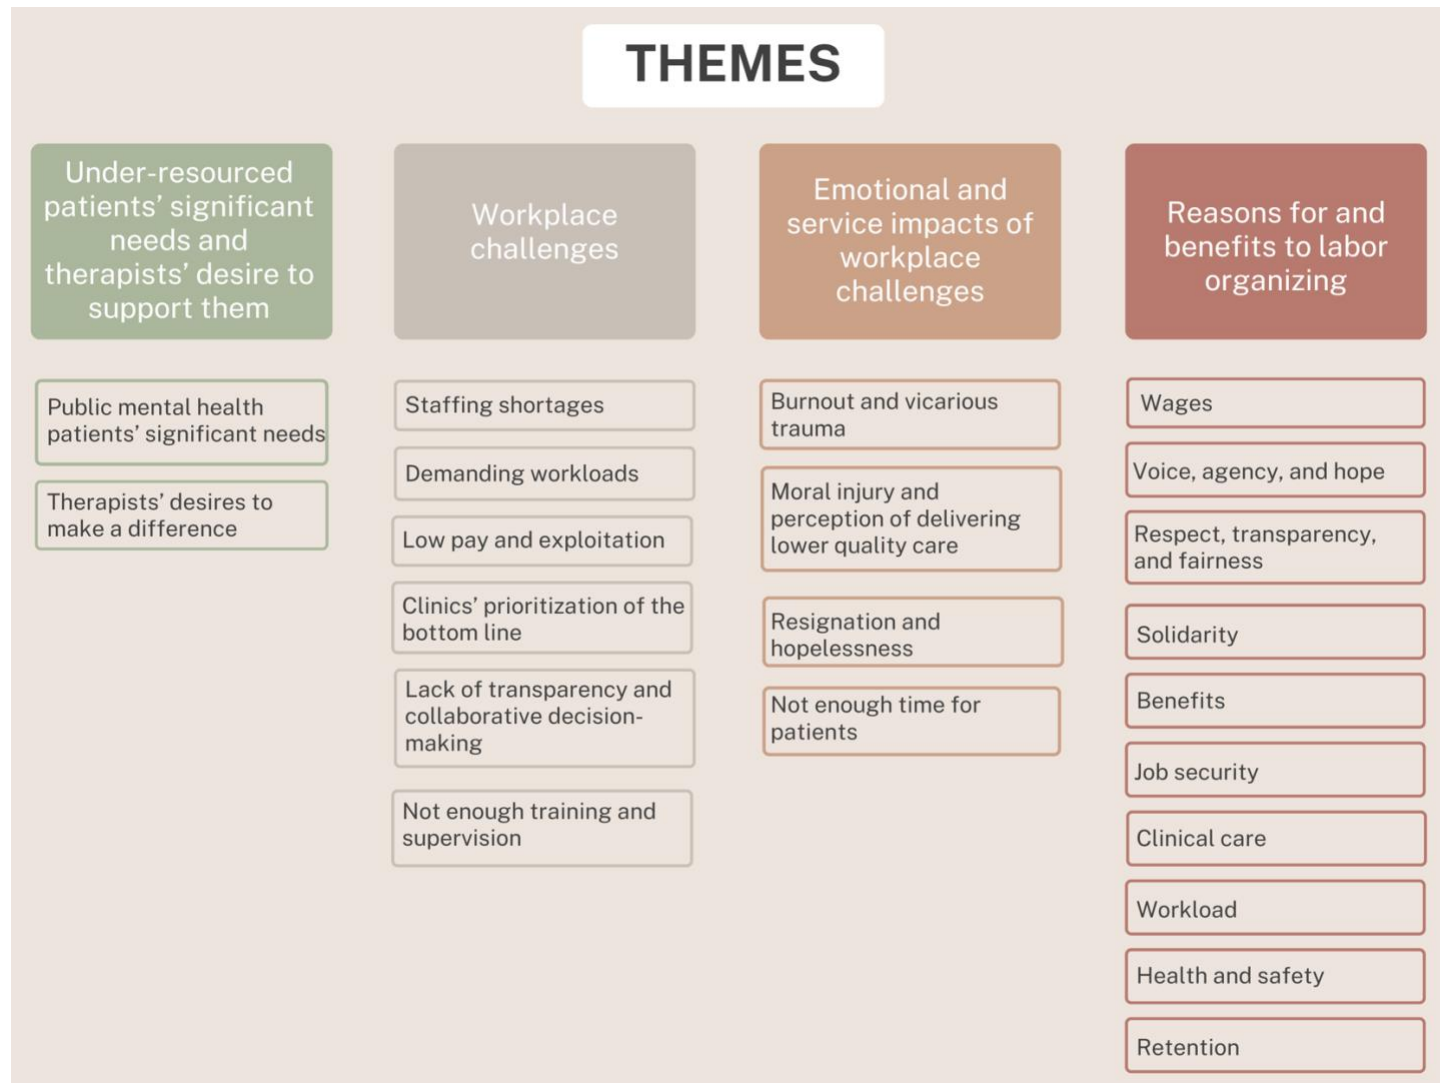 THEMES
Under-resourced
patients’ significant
needs and
therapists’ desire to
support them
Public mental health
patients’ significant needs
Therapists’ desires to
make a difference
Workplace
challenges
Staffing shortages
Demanding workloads
Low pay and exploitation
Clinics’ prioritization of the
bottom line
Lack of transparency and
collaborative decision-
making
Not enough training and
supervision
Emotional and
service impacts of
workplace
challenges
Burnout and vicarious
trauma
Moral injury and
perception of delivering
lower quality care
Resignation and
hopelessness
Not enough time for
patients
Reasons for and
benefits to labor
organizing
Wages
Voice, agency, and hope
Respect, transparency,
and fairness
Solidarity
Benefits
Job security
Clinical care
Workload
Health and safety
Retention